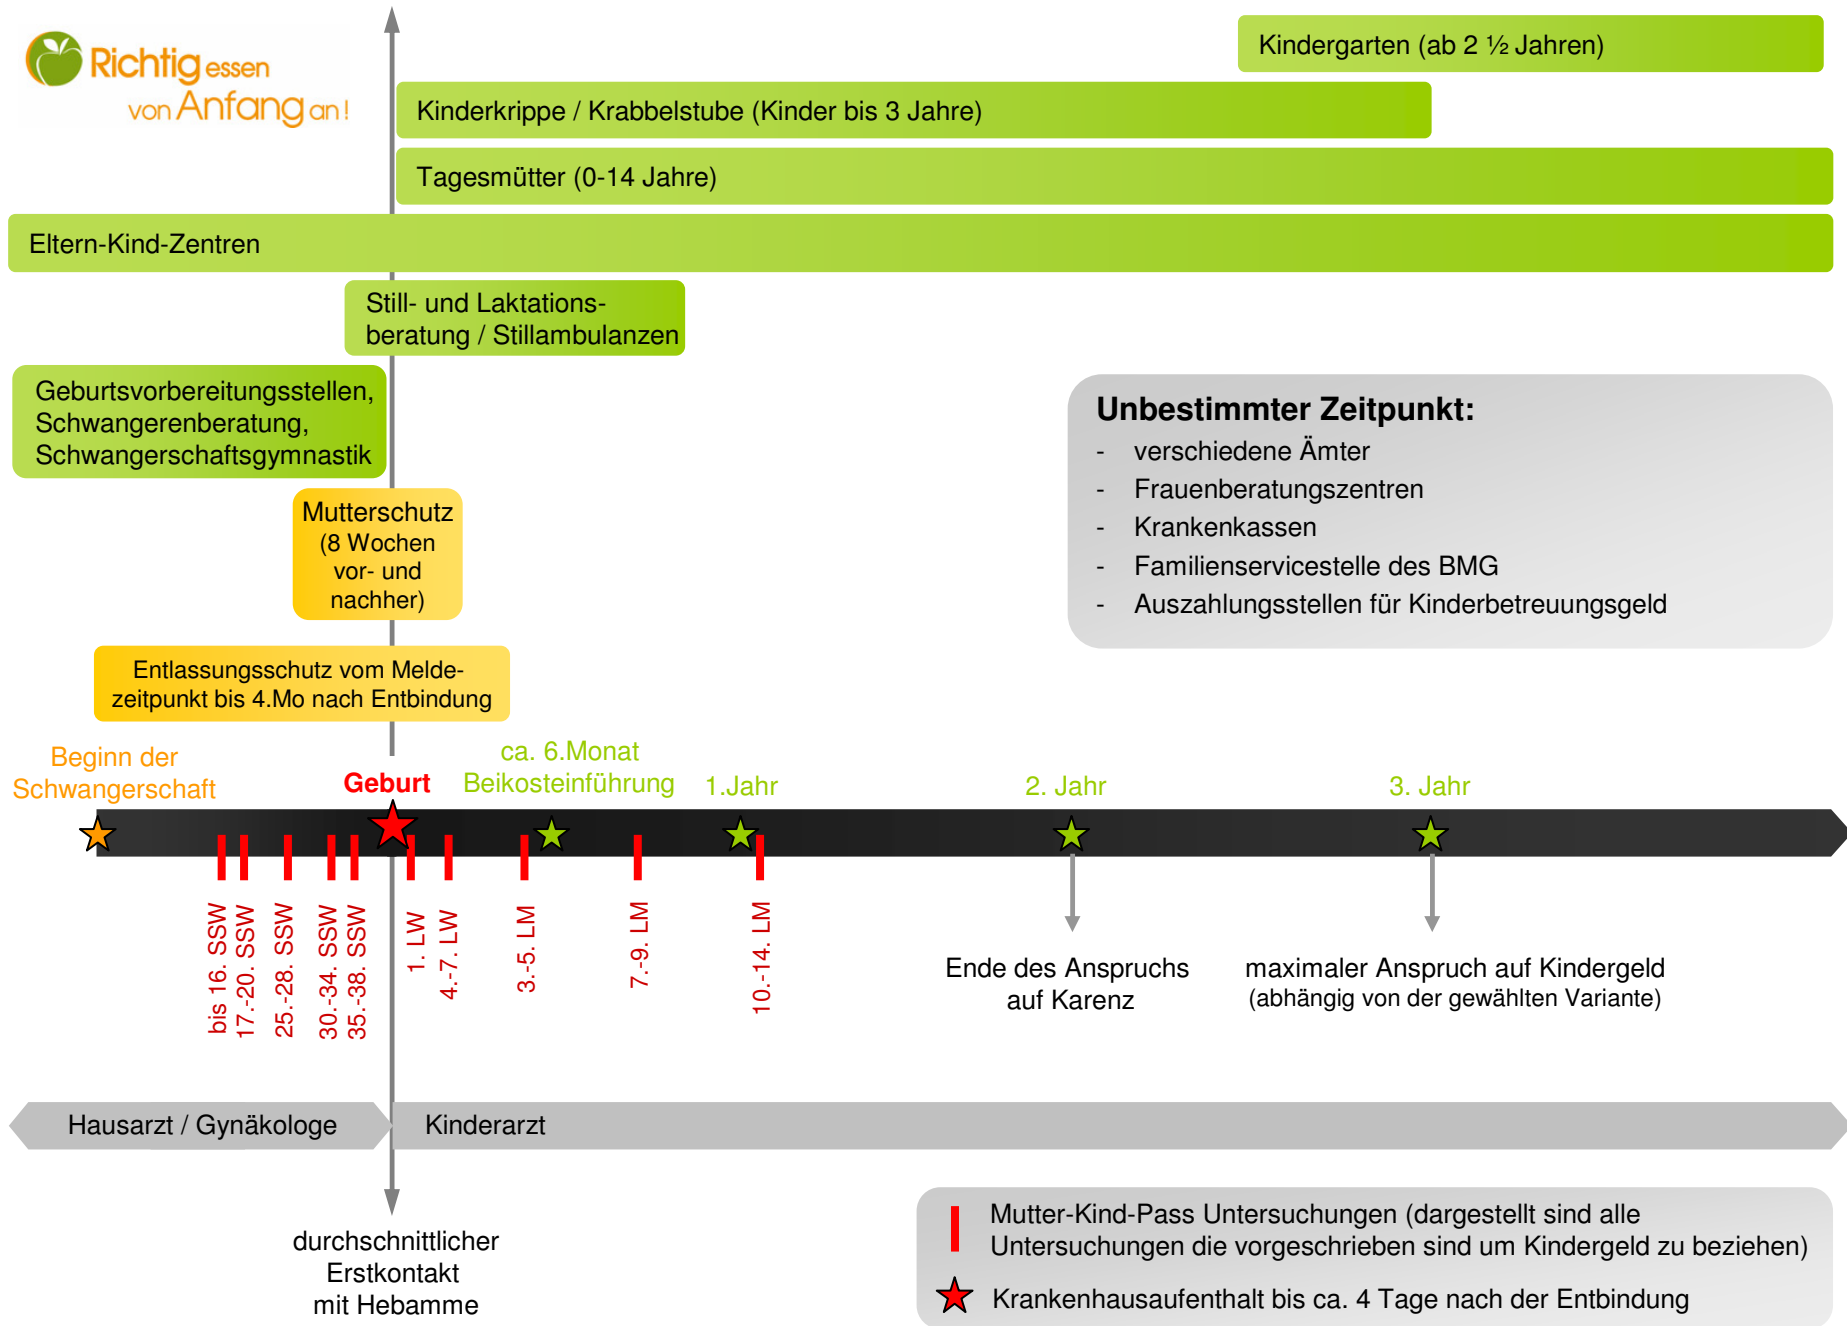 Richtig essen
von Anfang an!
Kindergarten (ab 2 ½ Jahren)
Kinderkrippe / Krabbelstube (Kinder bis 3 Jahre)
Tagesmütter (0-14 Jahre)
Eltern-Kind-Zentren
Still- und Laktations-
beratung / Stillambulanzen
Geburtsvorbereitungsstellen,
Schwangerenberatung,
Schwangerschaftsgymnastik
Unbestimmter Zeitpunkt:
- verschiedene Ämter
- Frauenberatungszentren
- Krankenkassen
- Familienservicestelle des BMG
- Auszahlungsstellen für Kinderbetreuungsgeld
Mutterschutz
(8 Wochen
vor- und
nachher)
Entlassungsschutz vom Melde-
zeitpunkt bis 4.Mo nach Entbindung
Beginn der
Schwangerschaft
Geburt
ca. 6.Monat
Beikosteinführung
1.Jahr
2. Jahr
3. Jahr
bis 16. SSW
17.-20. SSW
25.-28. SSW
30.-34. SSW
35.-38. SSW
1. LW
4.-7. LW
3.-5. LM
7.-9. LM
10.-14. LM
Ende des Anspruchs
auf Karenz
maximaler Anspruch auf Kindergeld
(abhängig von der gewählten Variante)
Hausarzt / Gynäkologe
Kinderarzt
durchschnittlicher
Erstkontakt
mit Hebamme
Mutter-Kind-Pass Untersuchungen (dargestellt sind alle
Untersuchungen die vorgeschrieben sind um Kindergeld zu beziehen)
Krankenhausaufenthalt bis ca. 4 Tage nach der Entbindung